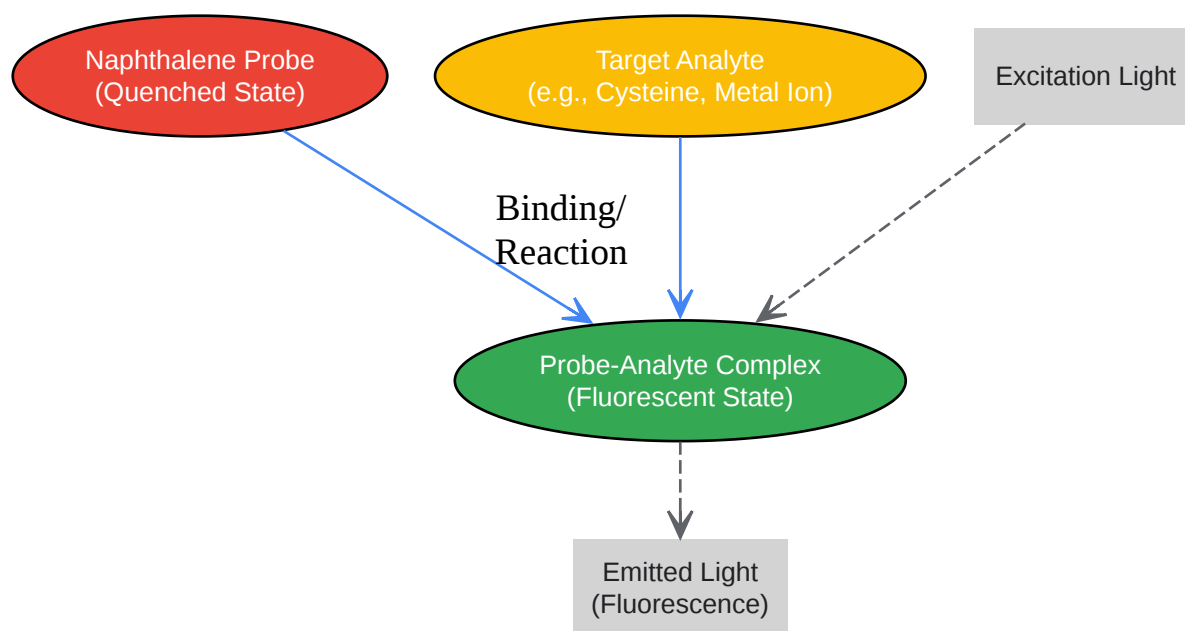 Naphthalene Probe
(Quenched State)
Target Analyte
(e.g., Cysteine, Metal Ion)
Excitation Light
Binding/
Reaction
Probe-Analyte Complex
(Fluorescent State)
Emitted Light
(Fluorescence)